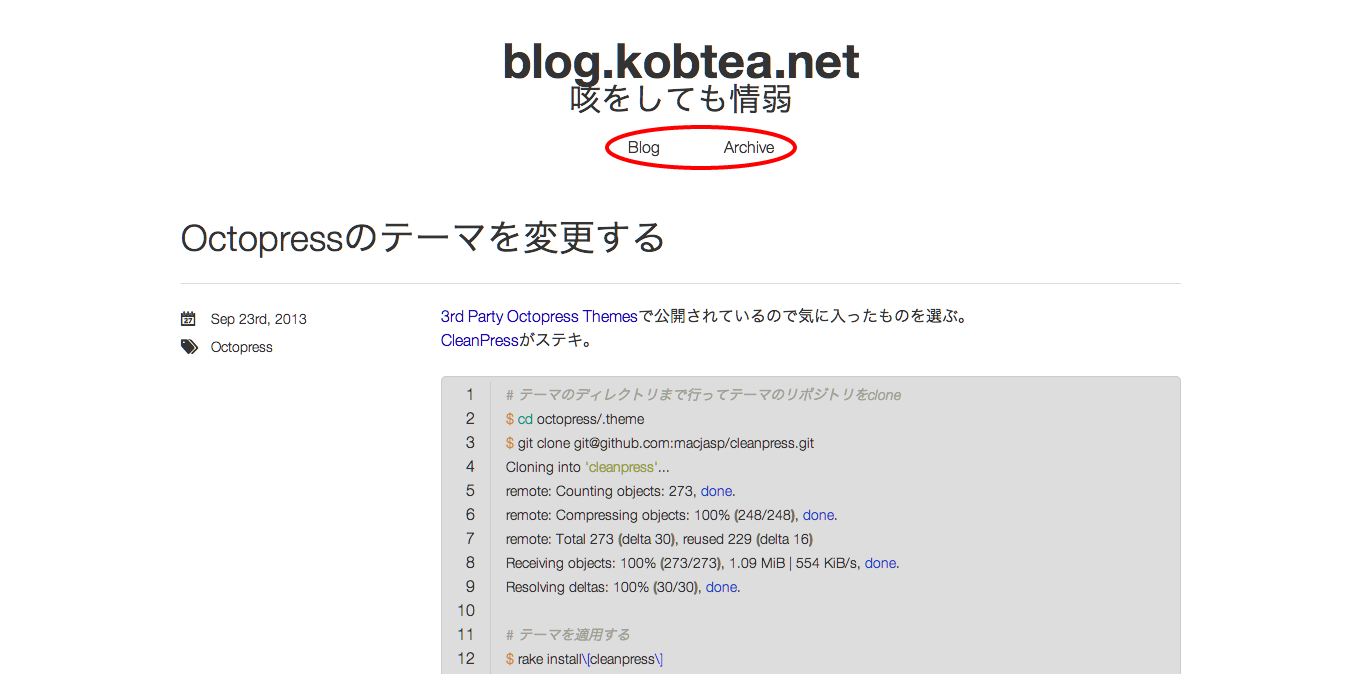 blog.kobtea.net
咳をしても情弱
Blog Archive
Octopressのテーマを変更する
27 Sep 23rd, 2013
Octopress
3rd Party Octopress Themesで公開されているので気に入ったものを選ぶ。
CleanPressがステキ。
1 # テーマのディレクトリまで行ってテーマのリポジトリをclone
2 $ cd octopress/.theme
3 $ git clone git@github.com:macjasp/cleanpress.git
4 Cloning into 'cleanpress'...
5 remote: Counting objects: 273, done.
6 remote: Compressing objects: 100% (248/248), done.
7 remote: Total 273 (delta 30), reused 229 (delta 16)
8 Receiving objects: 100% (273/273), 1.09 MiB | 554 KiB/s, done.
9 Resolving deltas: 100% (30/30), done.
10
11 # テーマを適用する
12 $ rake install\[cleanpress\]